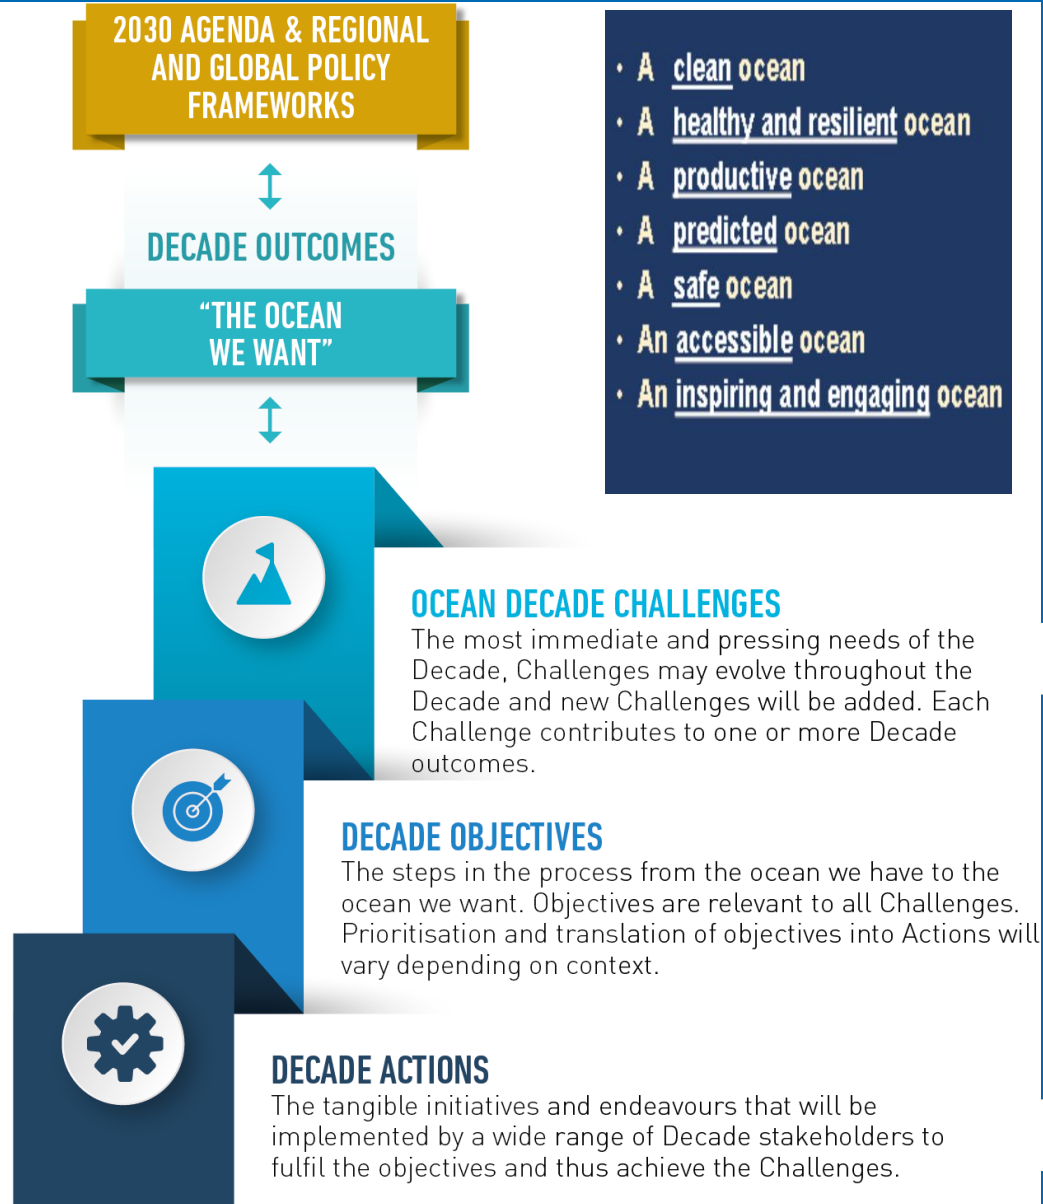 2030 AGENDA & REGIONAL
AND GLOBAL POLICY
FRAMEWORKS
DECADE OUTCOMES
“THE OCEAN
WE WANT”
• A clean ocean
• A healthy and resilient ocean
• A productive ocean
• A predicted ocean
• A safe ocean
• An accessible ocean
• An inspiring and engaging ocean
OCEAN DECADE CHALLENGES
The most immediate and pressing needs of the
Decade, Challenges may evolve throughout the
Decade and new Challenges will be added. Each
Challenge contributes to one or more Decade
outcomes.
DECADE OBJECTIVES
The steps in the process from the ocean we have to the
ocean we want. Objectives are relevant to all Challenges.
Prioritisation and translation of objectives into Actions will
vary depending on context.
DECADE ACTIONS
The tangible initiatives and endeavours that will be
implemented by a wide range of Decade stakeholders to
fulfil the objectives and thus achieve the Challenges.